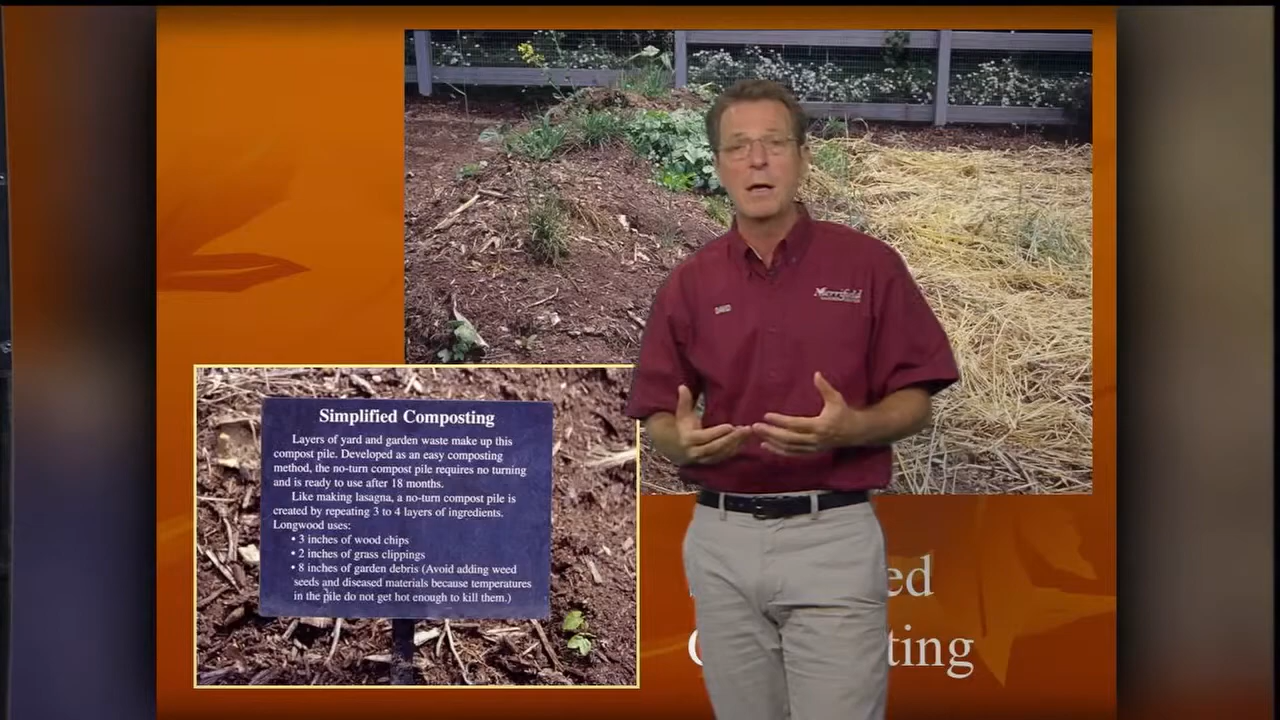 Simplified Composting
Layers of yard and garden waste make up this
compost pile. Developed as an easy composting
method, the no-turn compost pile requires no turning
and is ready to use after 18 months.
Like making lasagna, a no-turn compost pile is
created by repeating 3 to 4 layers of ingredients.
Longwood uses:
• 3 inches of wood chips
• 2 inches of grass clippings
• 8 inches of garden debris (Avoid adding weed
seeds and diseased materials because temperatures
in the pile do not get hot enough to kill them.)
DAVID
Merrifield
ed
ting